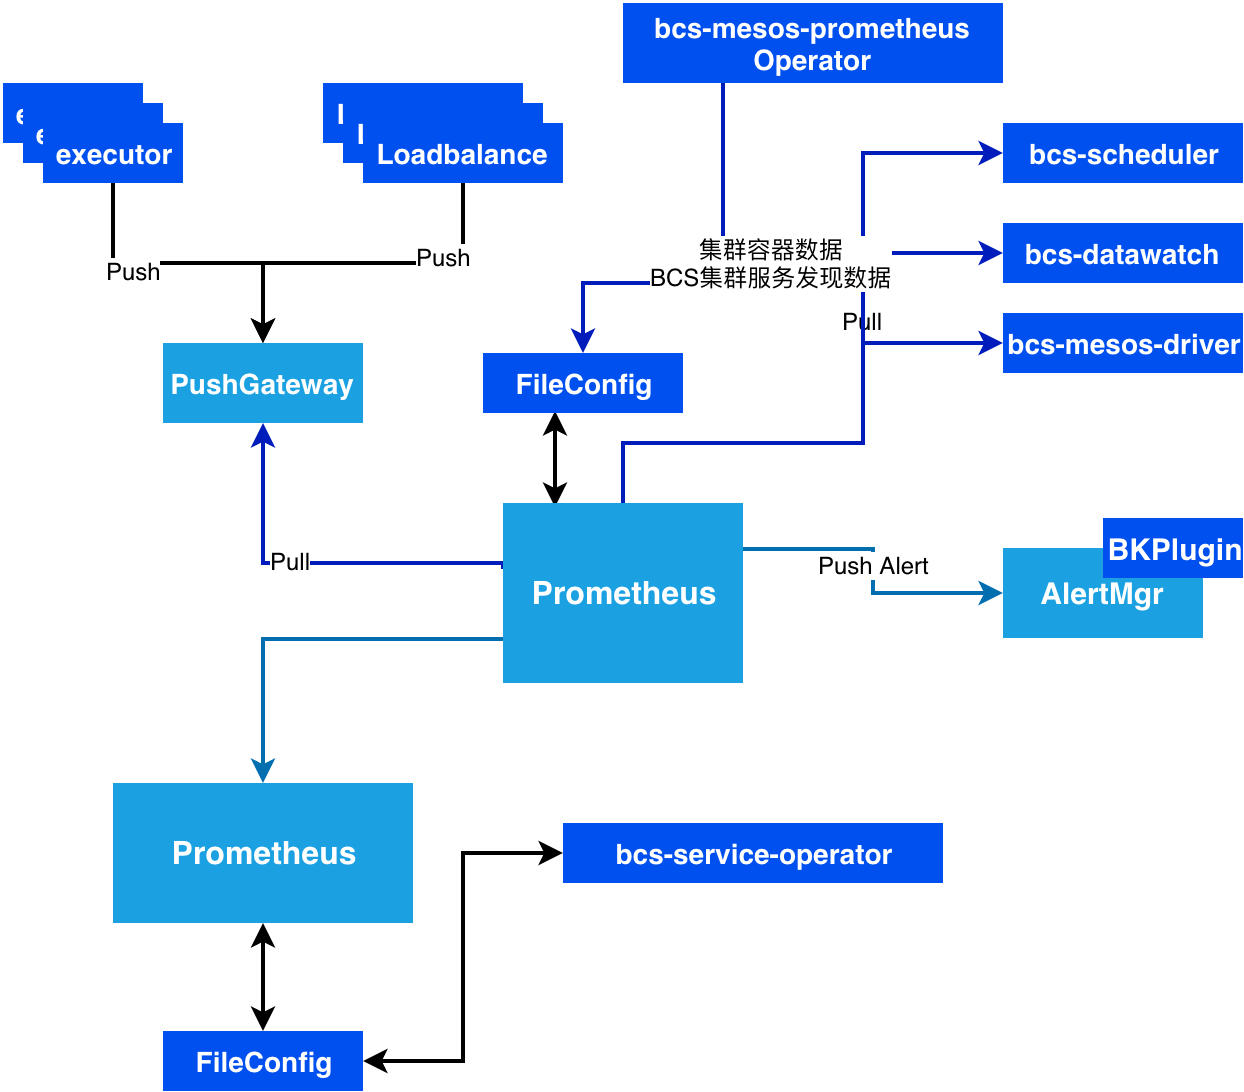 bcs-mesos-prometheus
Operator
e
e
executor
l
l
Loadbalance
bcs-scheduler
集群容器数据
BCS集群服务发现数据
bcs-datawatch
Push
Push
Pull
bcs-mesos-driver
PushGateway
FileConfig
BKPlugin
Pull
Push Alert
Prometheus
AlertMgr
Prometheus
bcs-service-operator
FileConfig